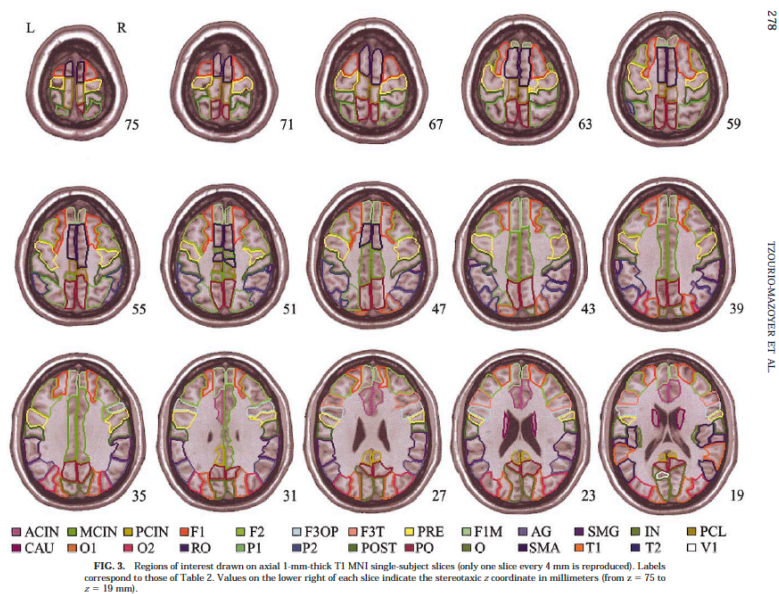 278
TZOURIO-MAZOYER ET AL.
L R
75 71 67 63 59
55 51 47 43 39
35 31 27 23 19
ACIN MCIN PCIN F1 F2 F3OP F3T PRE F1M AG SMG IN PCL
CAU O1 O2 RO P1 P2 POST PO Q SMA T1 T2 V1
FIG. 3. Regions of interest drawn on axial 1-mm-thick T1 MNI single-subject slices (only one slice every 4 mm is reproduced). Labels
correspond to those of Table 2. Values on the lower right of each slice indicate the stereotaxic z coordinate in millimeters (from z = 75 to
z = 19 mm).